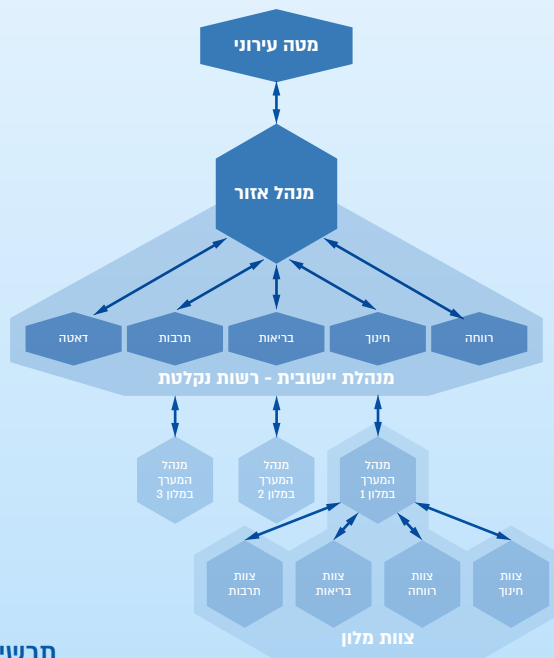 מטה עירוני
מנהל אזור
רווחה
חינוך
בריאות
תרבות
דאטה
מנהלת יישובית - רשות נקלטת
מנהל
המערך
במלון 1
מנהל
המערך
במלון 2
מנהל
המערך
במלון 3
צוות
חינוך
צוות
רווחה
צוות
בריאות
צוות
תרבות
צוות מלון